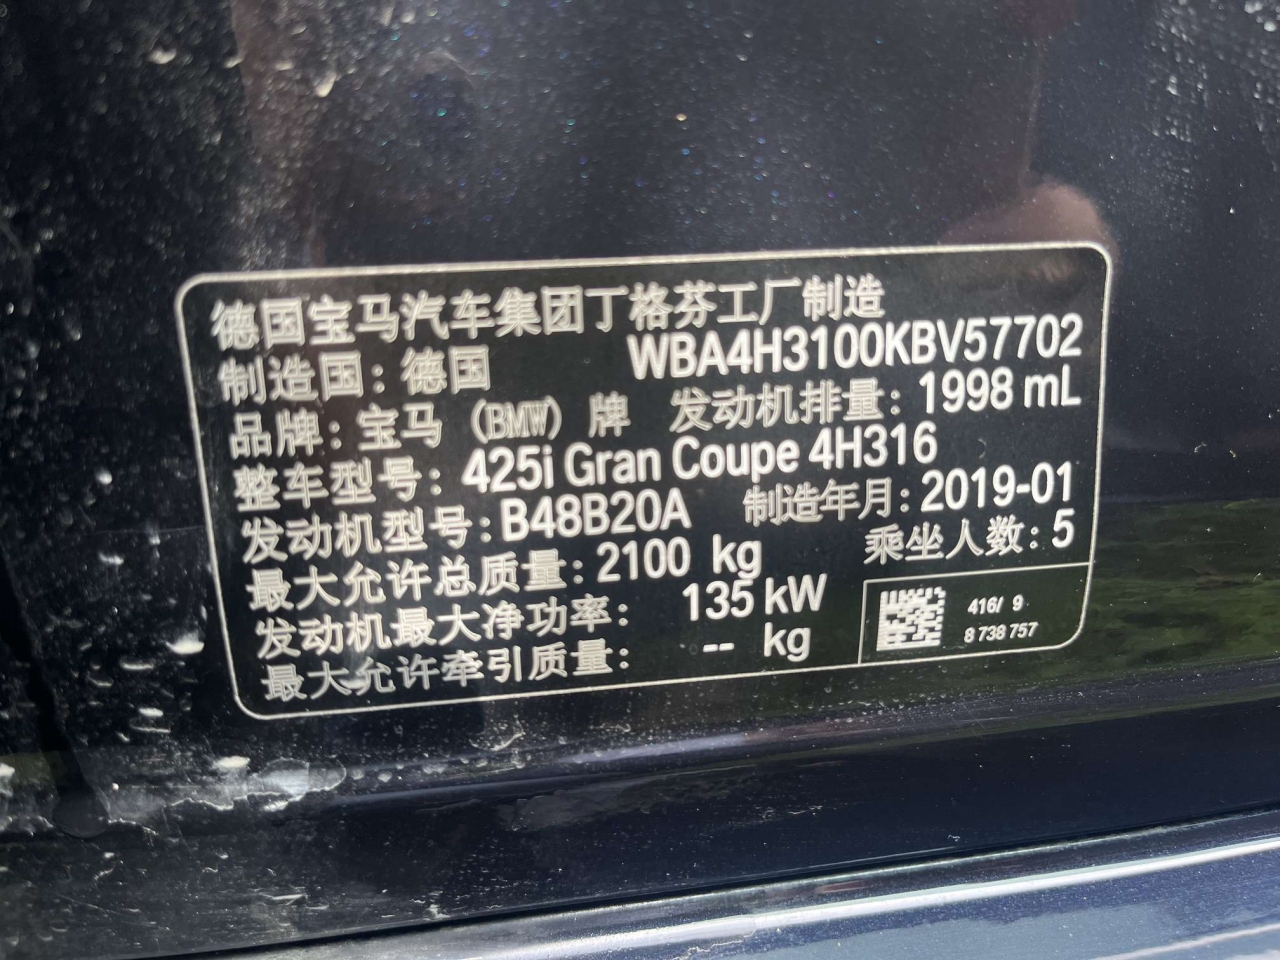 德国宝马汽车集团丁格芬工厂制造
制造国：德国 WBA4H3100KBV57702
品牌：宝马（BMW）牌 发动机排量：1998 mL
整车型号：425i Gran Coupe 4H316
发动机型号：B48B20A 制造年月：2019-01
最大允许总质量：2100 kg 乘坐人数：5
发动机最大净功率： 135 kW
最大允许牵引质量： -- kg
416/ 9
8 738 757